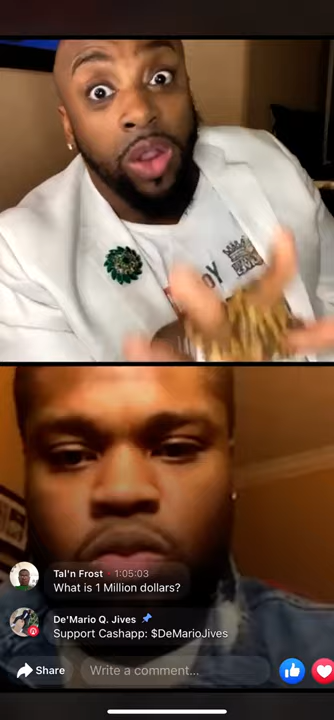 OY
Tal'n Frost · 1:05:03
What is 1 Million dollars?
De'Mario Q. Jives
Support Cashapp: $DeMarioJives
Share
Write a comment...